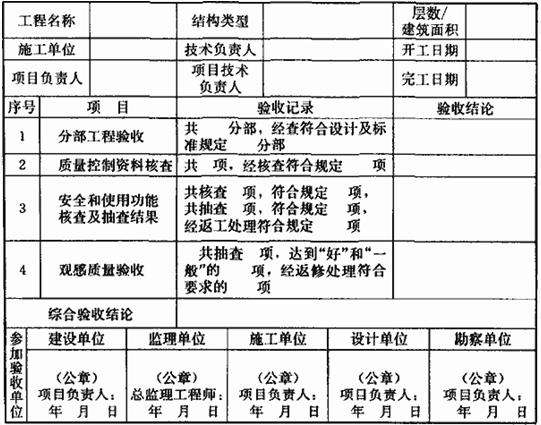 工程名称 结构类型 层数/
建筑面积
施工单位 技术负责人 开工日期
项目负责人 项目技术
负责人 完工日期
序号 项 目 验收记录 验收结论
1 分部工程验收 共 分部，经查符合设计及标
准规定 分部
2 质量控制资料核查 共 项，经核查符合规定 项
3 安全和使用功能
核查及抽查结果 共核查 项，符合规定 项，
共抽查 项，符合规定 项，
经返工处理符合规定 项
4 观感质量验收 共抽查 项，达到“好”和“一
般”的 项，经返修处理符合
要求的 项
综合验收结论
参加验收单位
建设单位 监理单位 施工单位 设计单位 勘察单位
（公章） （公章） （公章） （公章） （公章）
项目负责人： 总监理工程师： 项目负责人： 项目负责人： 项目负责人：
年 月 日 年 月 日 年 月 日 年 月 日 年 月 日